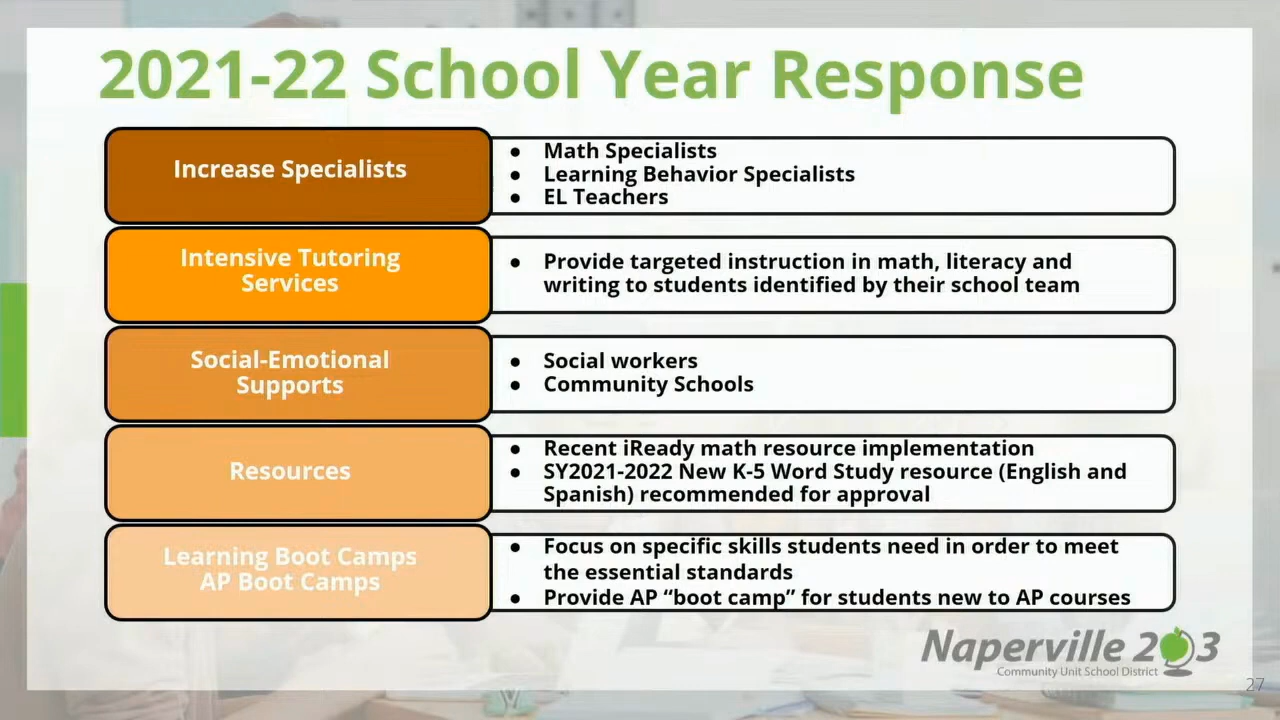 2021-22 School Year Response
Increase Specialists
• Math Specialists
• Learning Behavior Specialists
• EL Teachers
Intensive Tutoring
Services
• Provide targeted instruction in math, literacy and
writing to students identified by their school team
Social-Emotional
Supports
• Social workers
• Community Schools
Resources
• Recent iReady math resource implementation
• SY2021-2022 New K-5 Word Study resource (English and
Spanish) recommended for approval
Learning Boot Camps
AP Boot Camps
• Focus on specific skills students need in order to meet
the essential standards
• Provide AP “boot camp” for students new to AP courses
Naperville 203
Community Unit School District
27